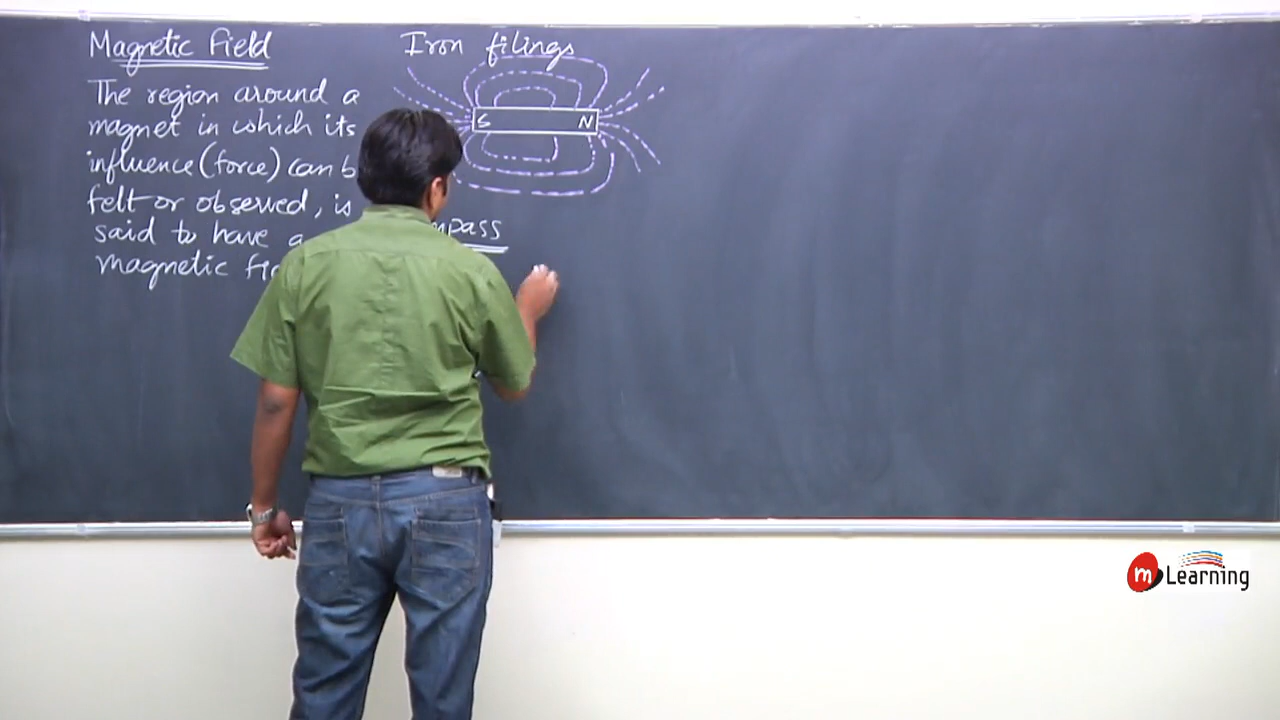 Magnetic Field
The region around a
magnet in which its
influence (force) can b
felt or observed, is
said to have a
magnetic fie
Iron filings
S N
mpass
m Learning